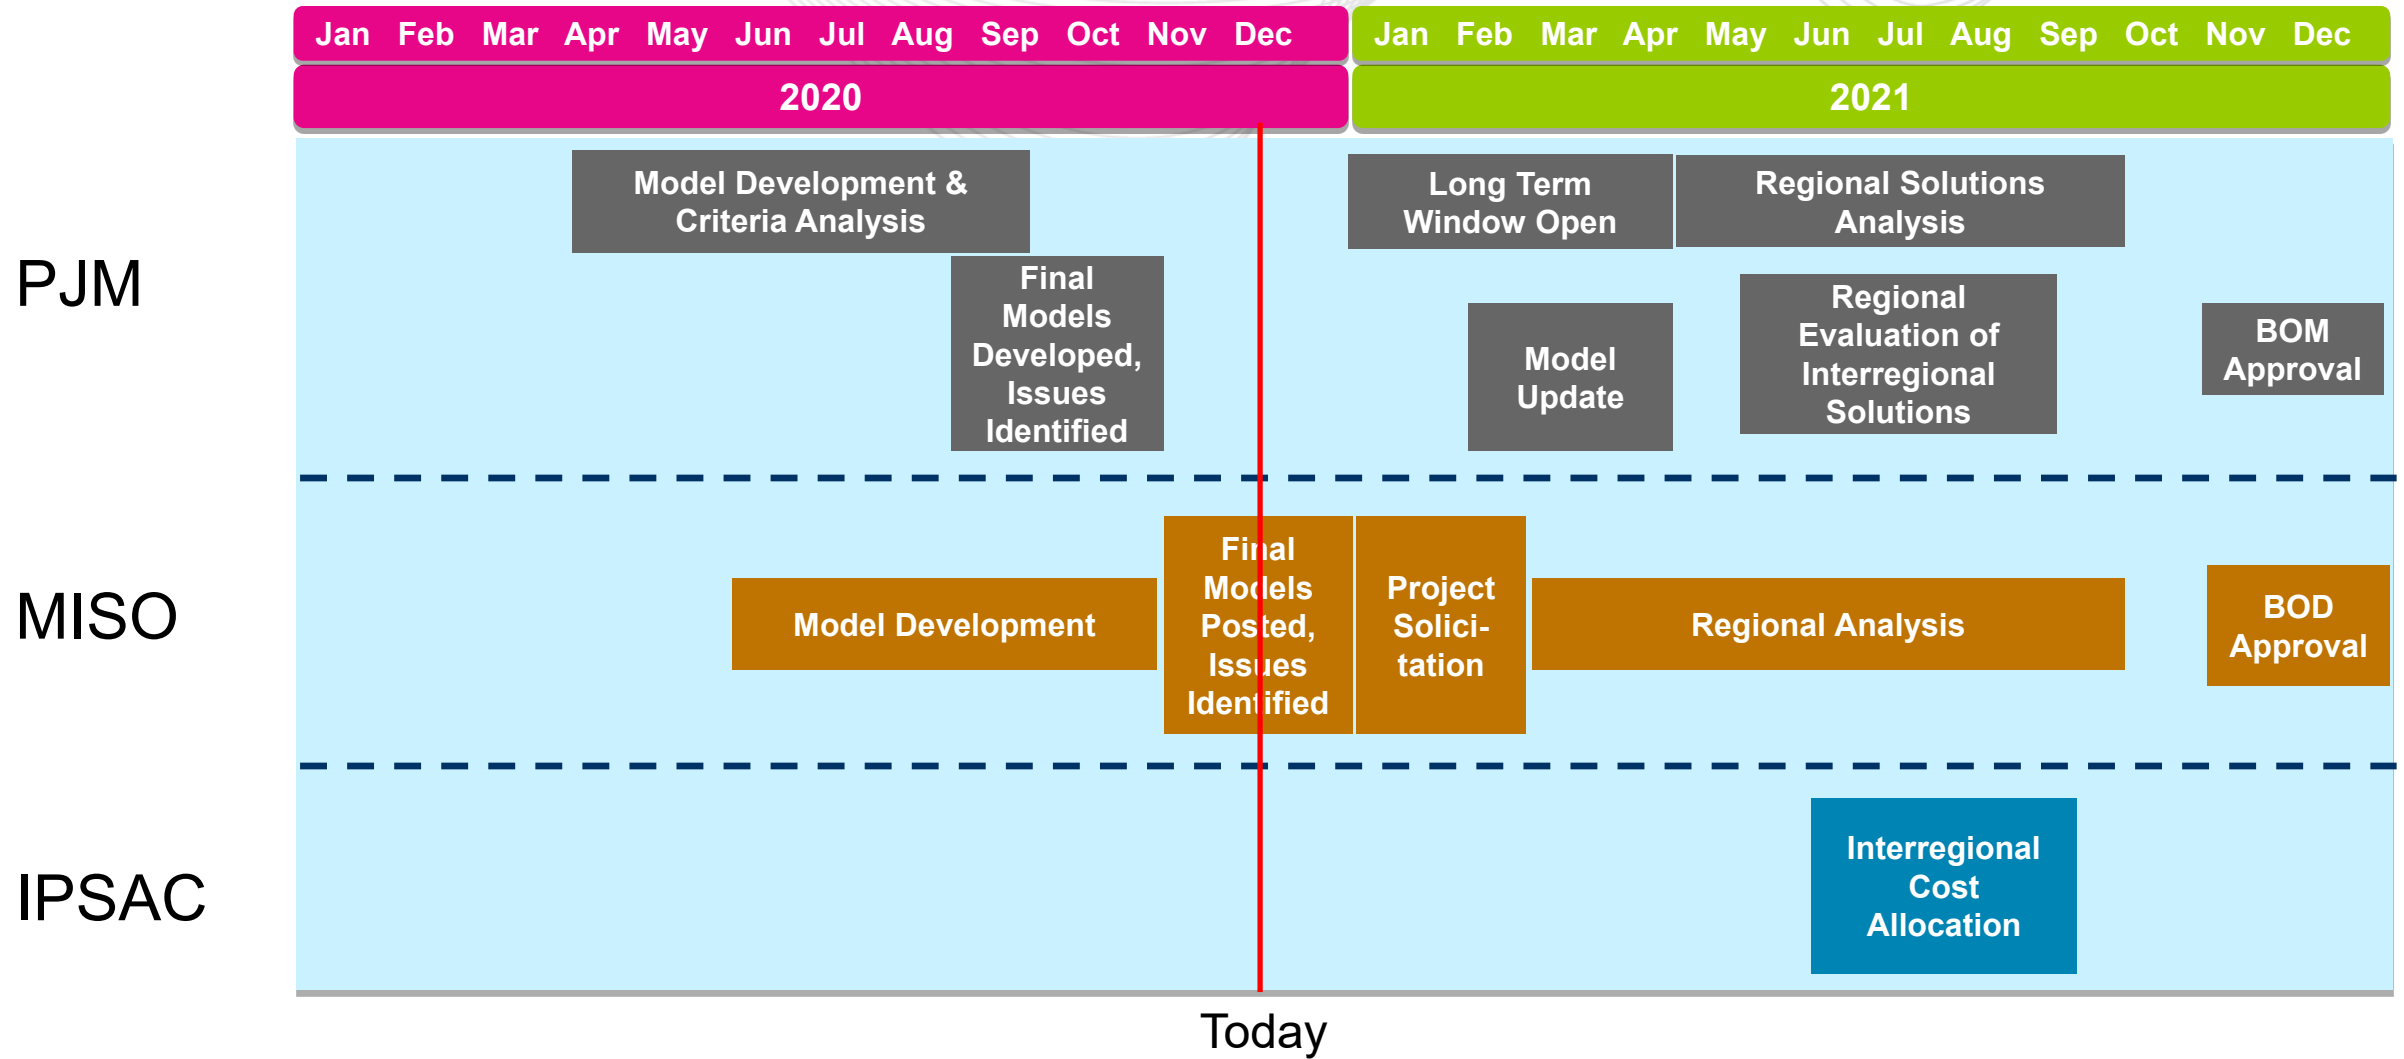 Jan Feb Mar Apr May Jun Jul Aug Sep Oct Nov Dec
Jan Feb Mar Apr May Jun Jul Aug Sep Oct Nov Dec
2020
2021
PJM
Model Development &
Criteria Analysis
Final
Models
Developed,
Issues
Identified
Long Term
Window Open
Regional Solutions
Analysis
Model
Update
Regional
Evaluation of
Interregional
Solutions
BOM
Approval
MISO
Model Development
Final
Models
Posted,
Issues
Identified
Project
Solici-
tation
Regional Analysis
BOD
Approval
IPSAC
Interregional
Cost
Allocation
Today